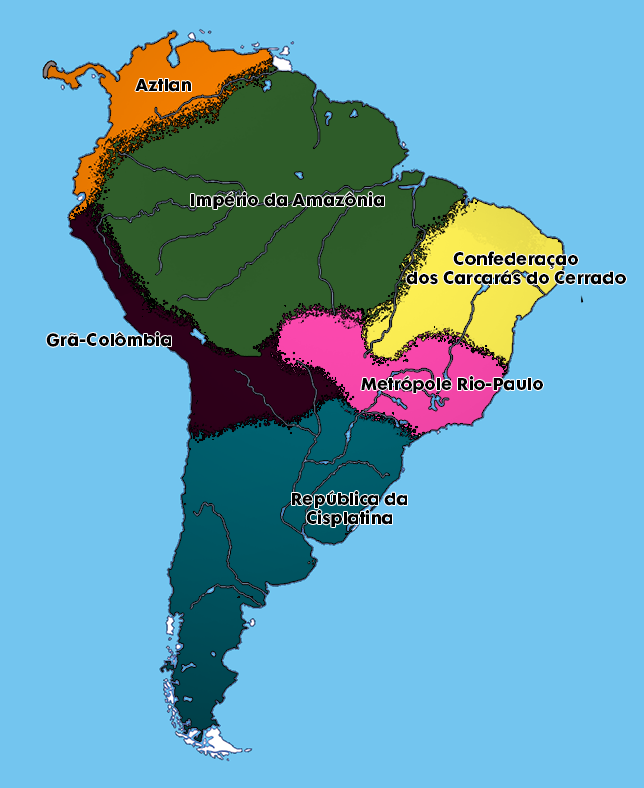 Aztlan
Império da Amazônia
Confederação
dos Carcarás do Cerrado
Grã-Colômbia
Metrópole Rio-Paulo
República da
Cisplatina